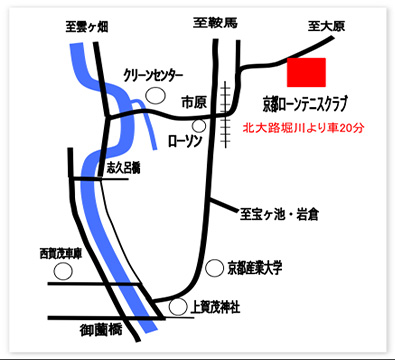 至鞍馬
至雲ヶ畑
至大原
クリーンセンター
市原
京都ローンテニスクラブ
北大路堀川より車20分
ローソン
志久呂橋
至宝ヶ池・岩倉
西賀茂車庫
京都産業大学
上賀茂神社
御薗橋